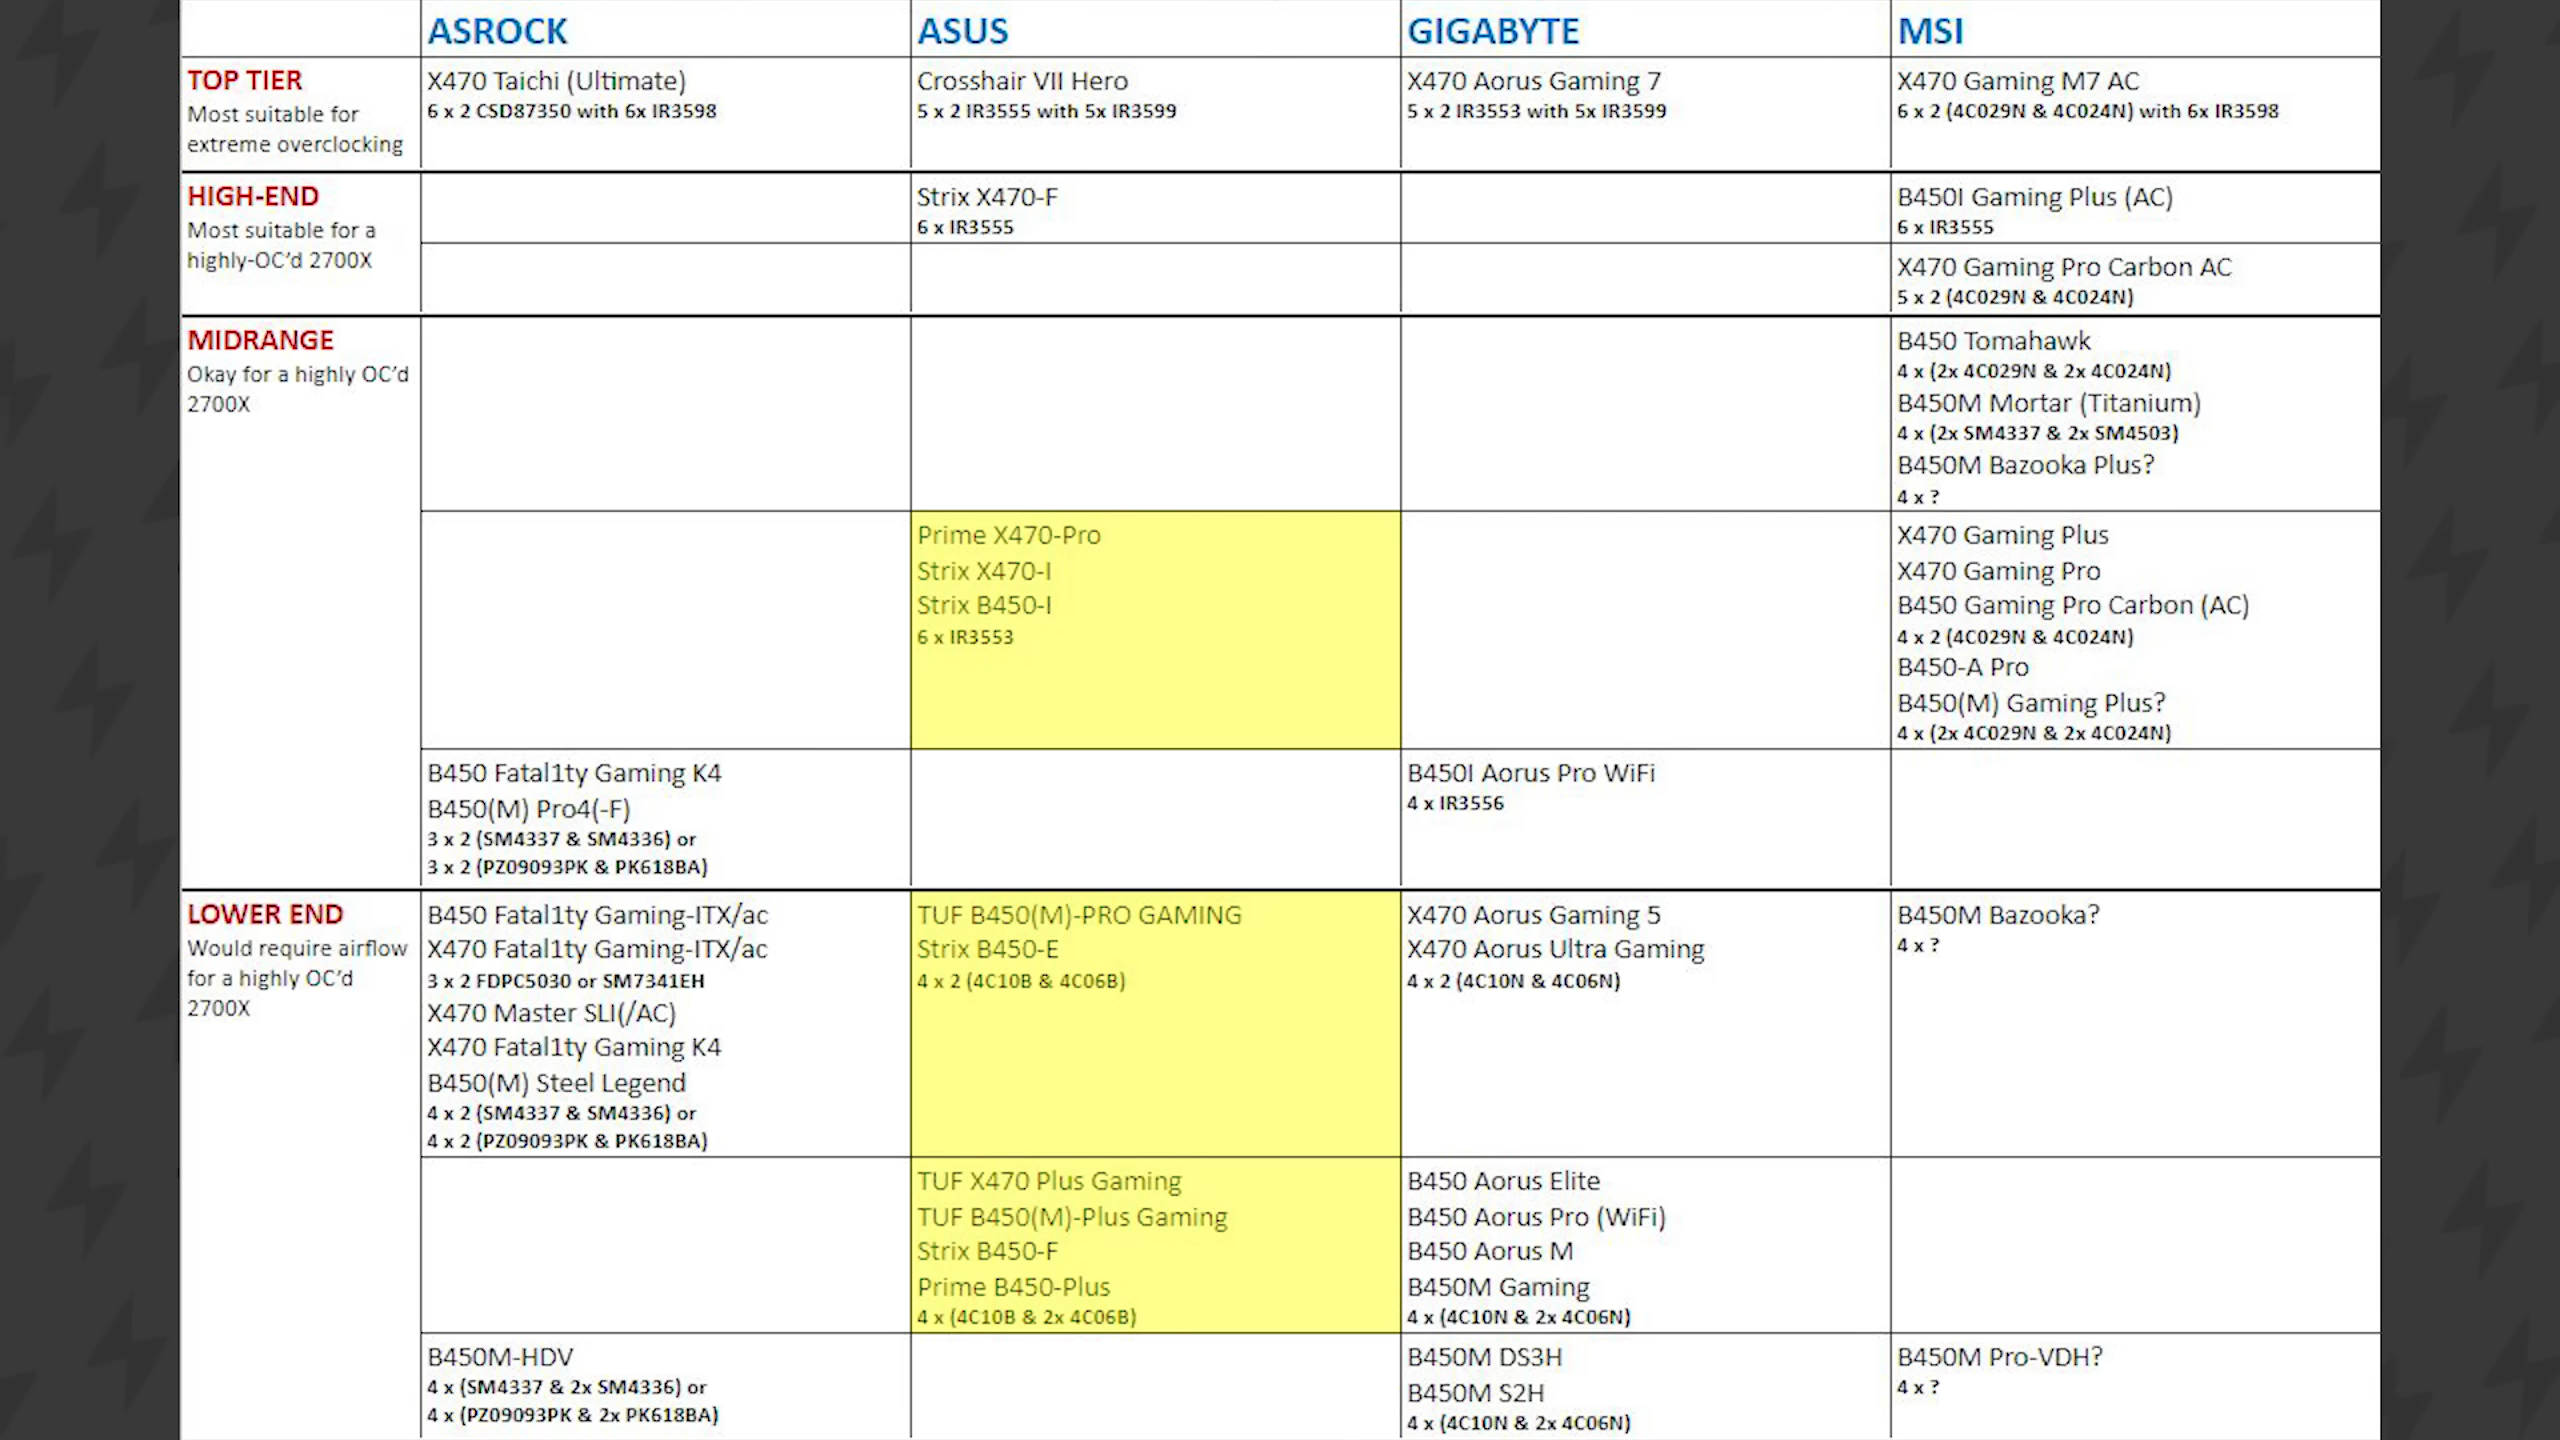 ASROCK
ASUS
GIGABYTE
MSI
TOP TIER
Most suitable for
extreme overclocking
X470 Taichi (Ultimate)
6 x 2 CSD87350 with 6x IR3598
Crosshair VII Hero
5 x 2 IR3555 with 5x IR3599
X470 Aorus Gaming 7
5 x 2 IR3553 with 5x IR3599
X470 Gaming M7 AC
6 x 2 (4C029N & 4C024N) with 6x IR3598
HIGH-END
Most suitable for a
highly-OC’d 2700X
Strix X470-F
6 x IR3555
B450I Gaming Plus (AC)
6 x IR3555
X470 Gaming Pro Carbon AC
5 x 2 (4C029N & 4C024N)
MIDRANGE
Okay for a highly OC’d
2700X
B450 Tomahawk
4 x (2x 4C029N & 2x 4C024N)
B450M Mortar (Titanium)
4 x (2x SM4337 & 2x SM4503)
B450M Bazooka Plus?
4 x ?
Prime X470-Pro
Strix X470-I
Strix B450-I
6 x IR3553
X470 Gaming Plus
X470 Gaming Pro
B450 Gaming Pro Carbon (AC)
4 x 2 (4C029N & 4C024N)
B450-A Pro
B450(M) Gaming Plus?
4 x (2x 4C029N & 2x 4C024N)
B450 Fatal1ty Gaming K4
B450(M) Pro4(-F)
3 x 2 (SM4337 & SM4336) or
3 x 2 (PZ09093PK & PK618BA)
B450I Aorus Pro WiFi
4 x IR3556
LOWER END
Would require airflow
for a highly OC’d
2700X
B450 Fatal1ty Gaming-ITX/ac
X470 Fatal1ty Gaming-ITX/ac
3 x 2 FDPC5030 or SM7341EH
X470 Master SLI(/AC)
X470 Fatal1ty Gaming K4
B450(M) Steel Legend
4 x 2 (SM4337 & SM4336) or
4 x 2 (PZ09093PK & PK618BA)
TUF B450(M)-PRO GAMING
Strix B450-E
4 x 2 (4C10B & 4C06B)
X470 Aorus Gaming 5
X470 Aorus Ultra Gaming
4 x 2 (4C10N & 4C06N)
B450M Bazooka?
4 x ?
TUF X470 Plus Gaming
TUF B450(M)-Plus Gaming
Strix B450-F
Prime B450-Plus
4 x (4C10B & 2x 4C06B)
B450 Aorus Elite
B450 Aorus Pro (WiFi)
B450 Aorus M
B450M Gaming
4 x (4C10N & 2x 4C06N)
B450M-HDV
4 x (SM4337 & 2x SM4336) or
4 x (PZ09093PK & 2x PK618BA)
B450M DS3H
B450M S2H
4 x (4C10N & 2x 4C06N)
B450M Pro-VDH?
4 x ?